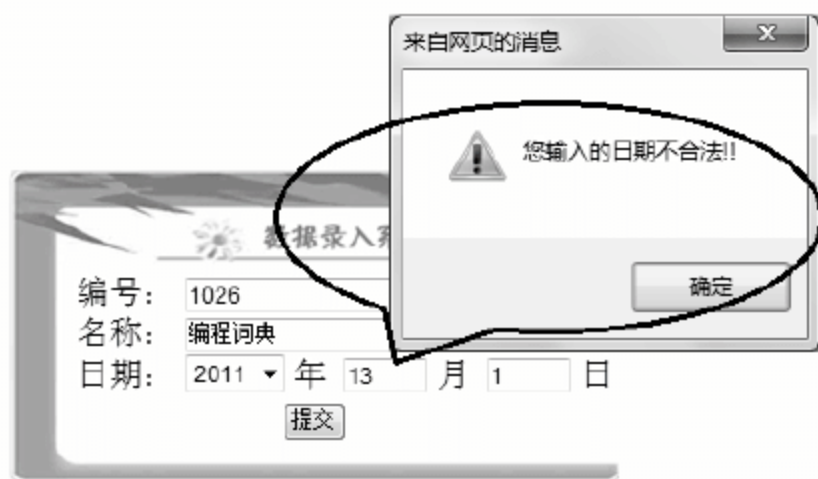 来自网页的消息
您输入的日期不合法!!
确定
数据录入
编号： 1026
名称： 编程词典
日期： 2011 年 13 月 1 日
提交